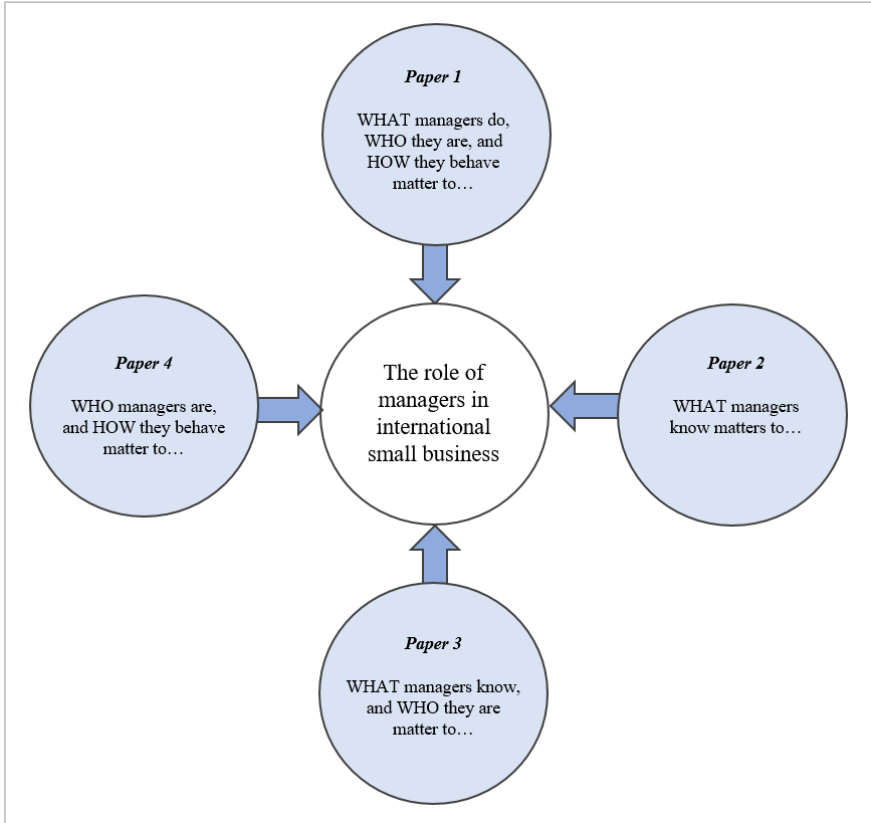 Paper 1
WHAT managers do,
WHO they are, and
HOW they behave
matter to…
Paper 4
WHO managers are,
and HOW they behave
matter to…
The role of
managers in
international
small business
Paper 2
WHAT managers
know matters to…
Paper 3
WHAT managers know,
and WHO they are
matter to…